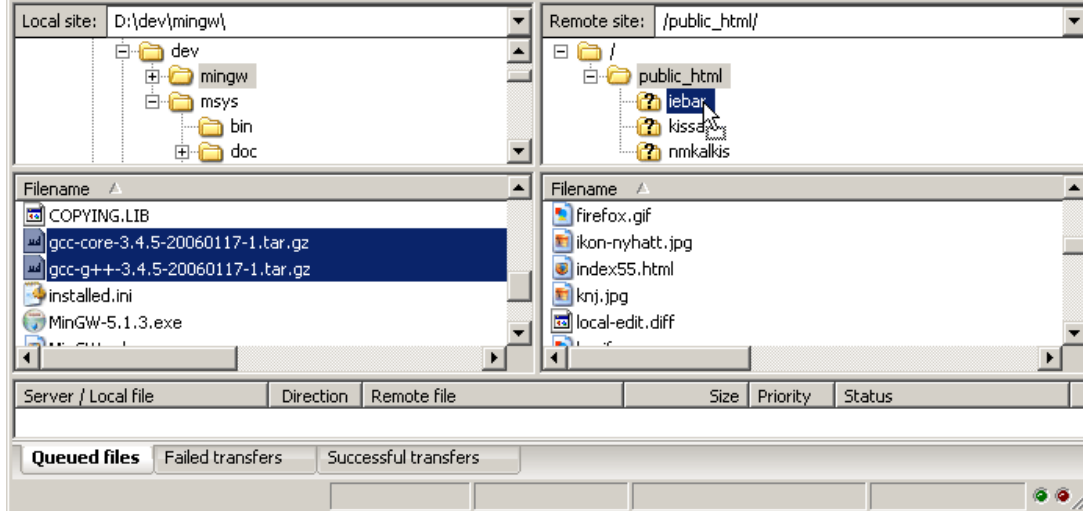 Local site: D:\dev\mingw\
Remote site: /public_html/
dev
mingw
msys
bin
doc
/
public_html
iebar
nmkalkis
Filename
COPYING.LIB
gcc-core-3.4.5-20060117-1.tar.gz
gcc-g++-3.4.5-20060117-1.tar.gz
installed.ini
MinGW-5.1.3.exe
Filename
firefox.gif
ikon-nyhatt.jpg
index55.html
knj.jpg
local-edit.diff
Server / Local file Direction Remote file Size Priority Status
Queued files Failed transfers Successful transfers